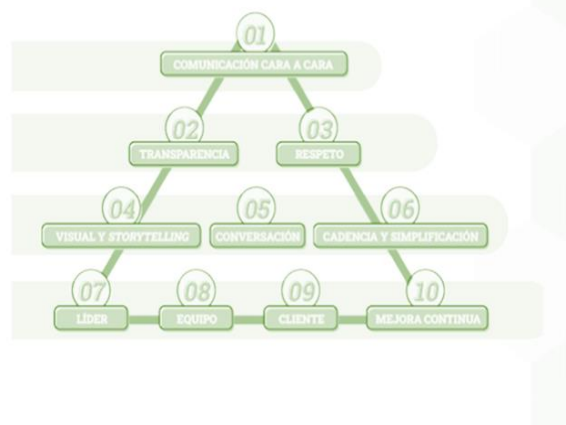 01
COMUNICACIÓN CARA A CARA
02
TRANSPARENCIA
03
RESPETO
04
VISUAL Y STORYTELLING
05
CONVERSACIÓN
06
CADENCIA Y SIMPLIFICACIÓN
07
LÍDER
08
EQUIPO
09
CLIENTE
10
MEJORA CONTINUA